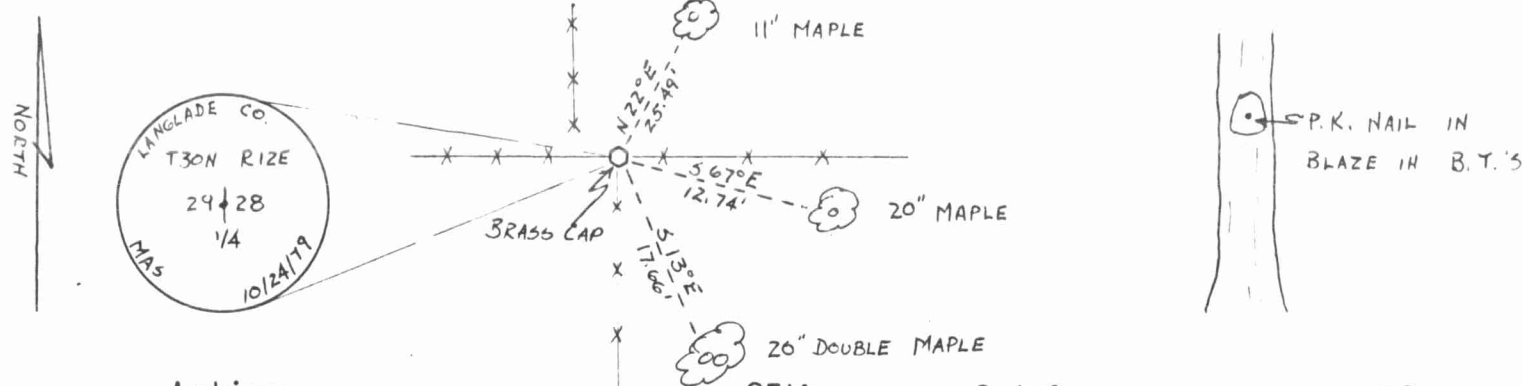 NORTH
LANGLADE CO.
T30N R12E
29 28
1/4
MAS
10/24/79
11" MAPLE
N 22° E
25.49'
S 67° E
12.74'
20" MAPLE
BRASS CAP
S 13° E
17.66'
20" DOUBLE MAPLE
P.K. NAIL IN
BLAZE IN B.T.'S